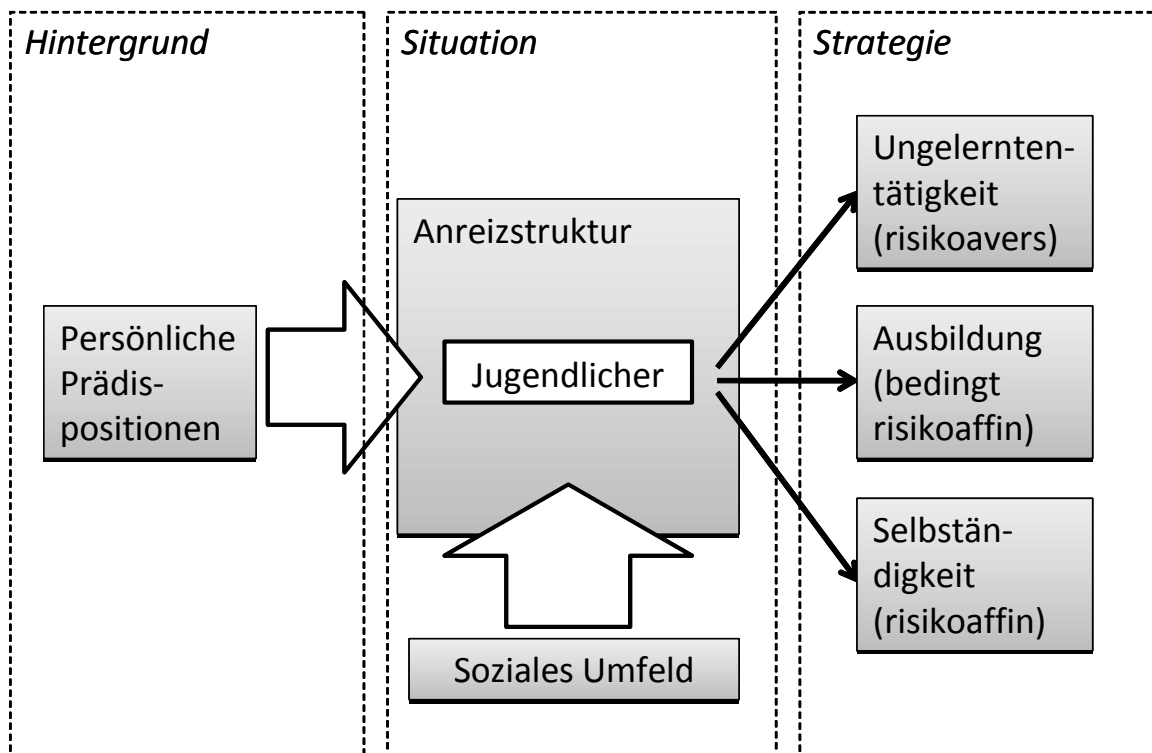 Hintergrund
Situation
Strategie
Persönliche
Prädis-
positionen
Anreizstruktur
Jugendlicher
Soziales Umfeld
Ungelernten-
tätigkeit
(risikoavers)
Ausbildung
(bedingt
risikoaffin)
Selbstän-
digkeit
(risikoaffin)